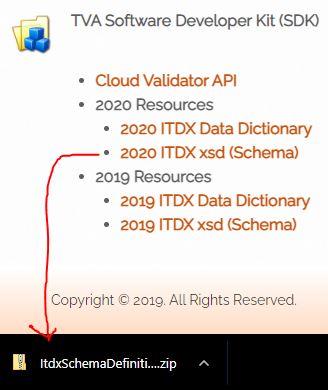 TVA Software Developer Kit (SDK)
Cloud Validator API
2020 Resources
2020 ITDX Data Dictionary
2020 ITDX xsd (Schema)
2019 Resources
2019 ITDX Data Dictionary
2019 ITDX xsd (Schema)
Copyright © 2019. All Rights Reserved.
ItdxSchemaDefiniti....zip